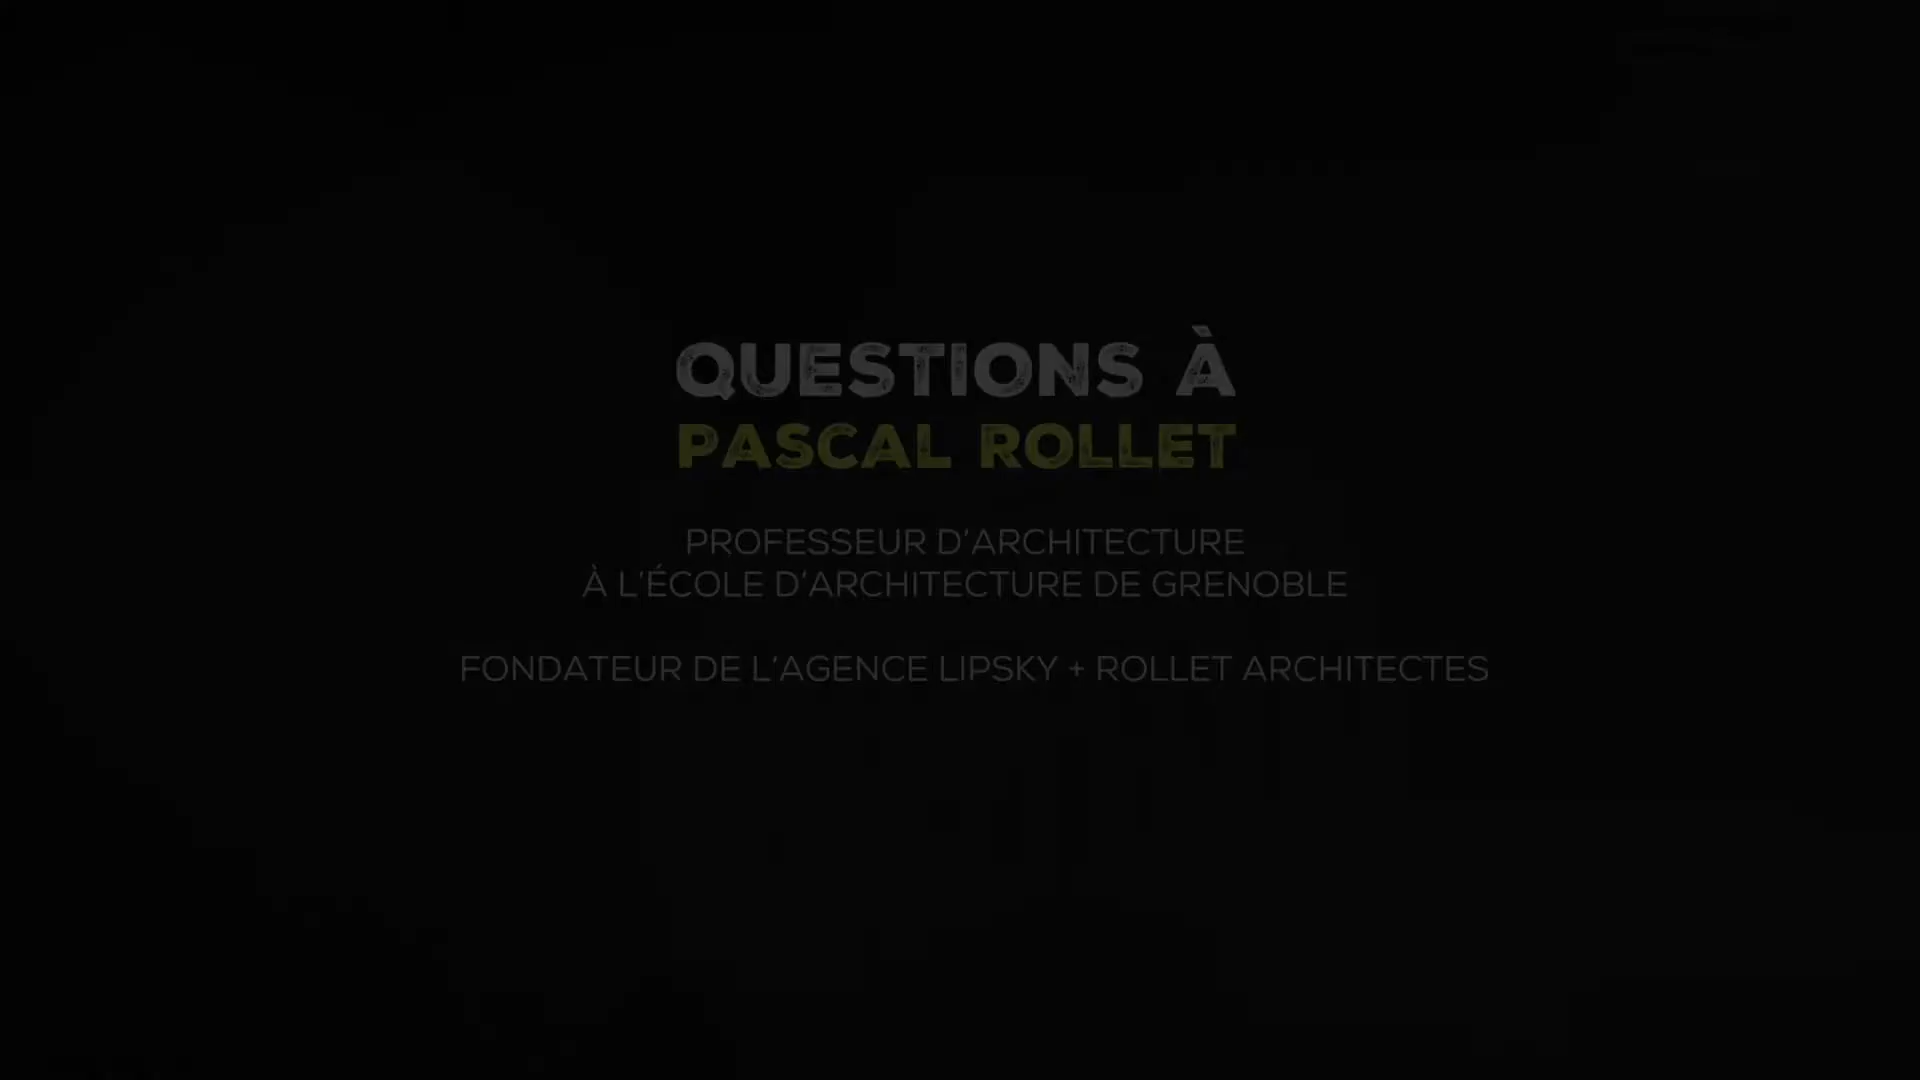 QUESTIONS À
PASCAL ROLLET
PROFESSEUR D'ARCHITECTURE
À L'ÉCOLE D'ARCHITECTURE DE GRENOBLE
FONDATEUR DE L'AGENCE LIPSKY + ROLLET ARCHITECTES